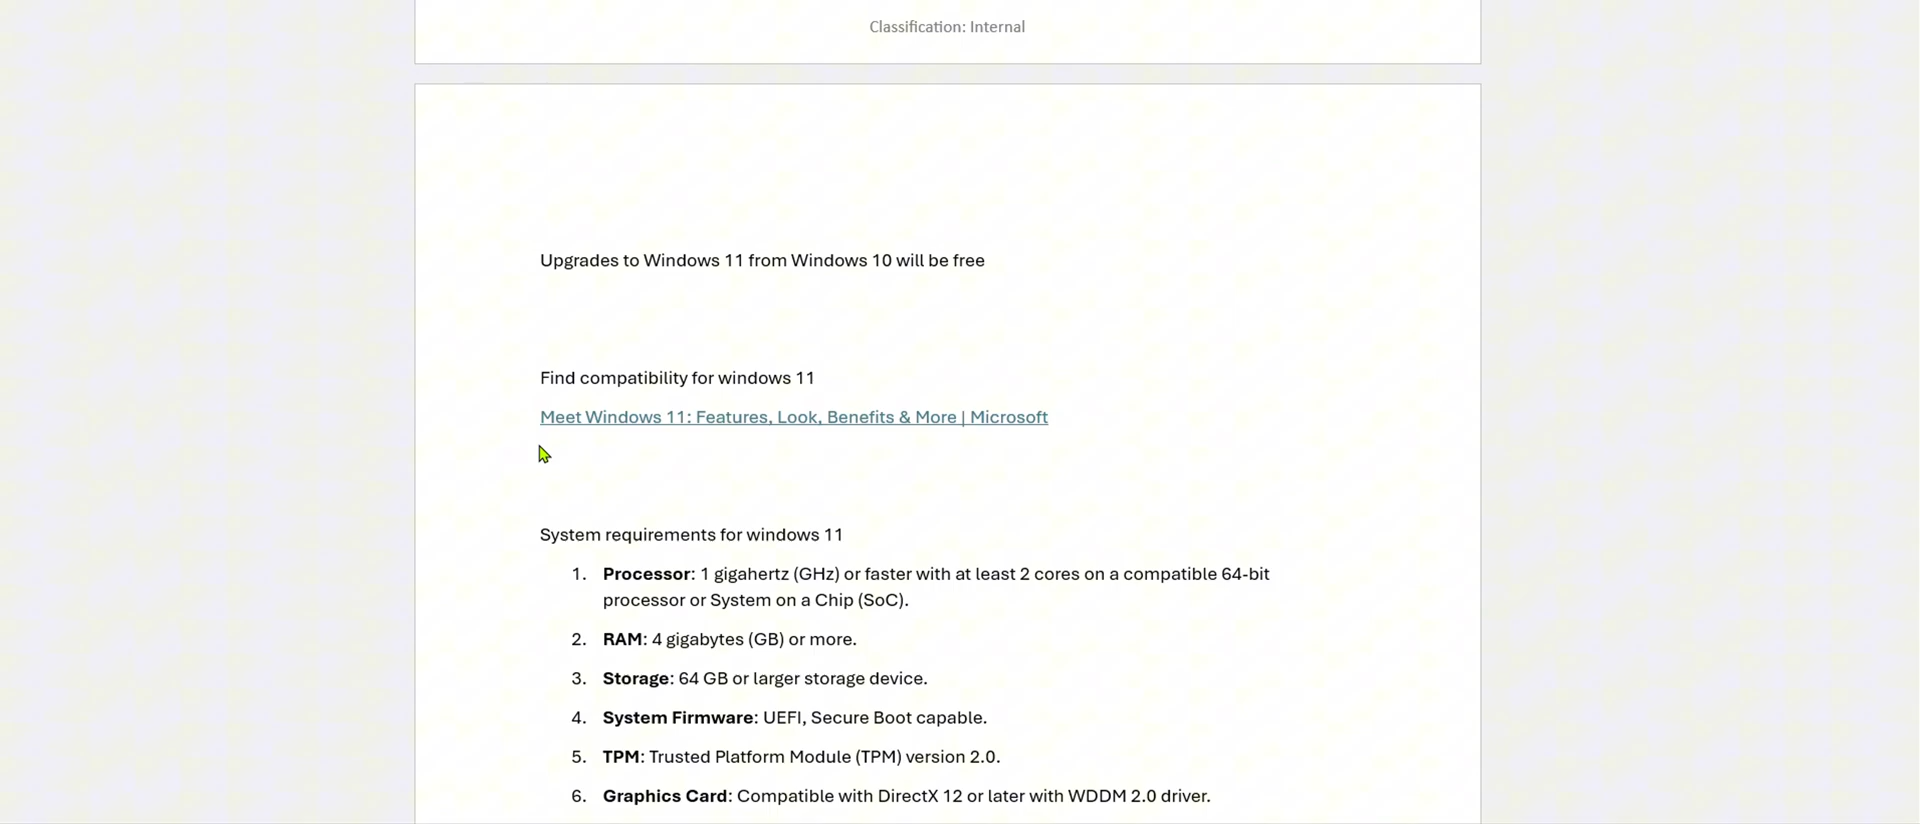 Classification: Internal
Upgrades to Windows 11 from Windows 10 will be free
Find compatibility for windows 11
Meet Windows 11: Features, Look, Benefits & More | Microsoft
System requirements for windows 11
1. Processor: 1 gigahertz (GHz) or faster with at least 2 cores on a compatible 64-bit
processor or System on a Chip (SoC).
2. RAM: 4 gigabytes (GB) or more.
3. Storage: 64 GB or larger storage device.
4. System Firmware: UEFI, Secure Boot capable.
5. TPM: Trusted Platform Module (TPM) version 2.0.
6. Graphics Card: Compatible with DirectX 12 or later with WDDM 2.0 driver.